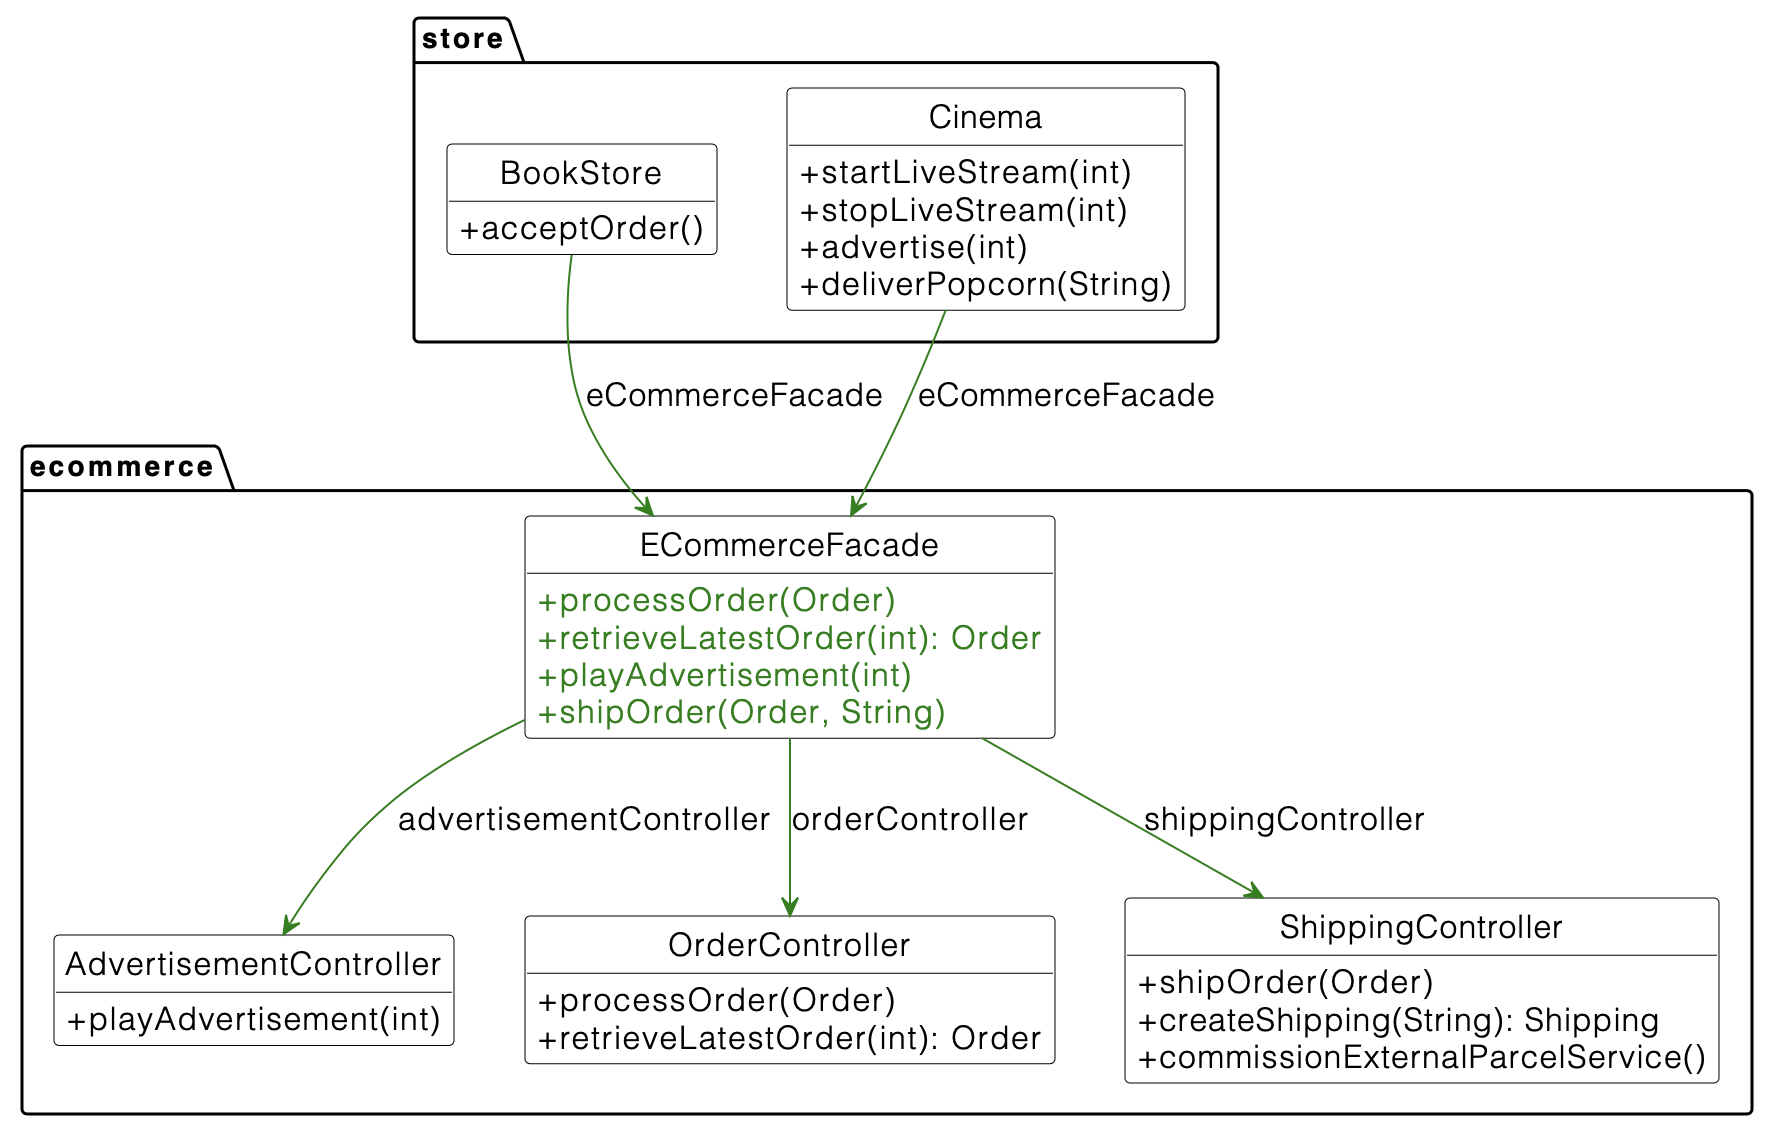 store
BookStore
+acceptOrder()
Cinema
+startLiveStream(int)
+stopLiveStream(int)
+advertise(int)
+deliverPopcorn(String)
eCommerceFacade
eCommerceFacade
ecommerce
ECommerceFacade
+processOrder(Order)
+retrieveLatestOrder(int): Order
+playAdvertisement(int)
+shipOrder(Order, String)
advertisementController
orderController
shippingController
AdvertisementController
+playAdvertisement(int)
OrderController
+processOrder(Order)
+retrieveLatestOrder(int): Order
ShippingController
+shipOrder(Order)
+createShipping(String): Shipping
+commissionExternalParcelService()